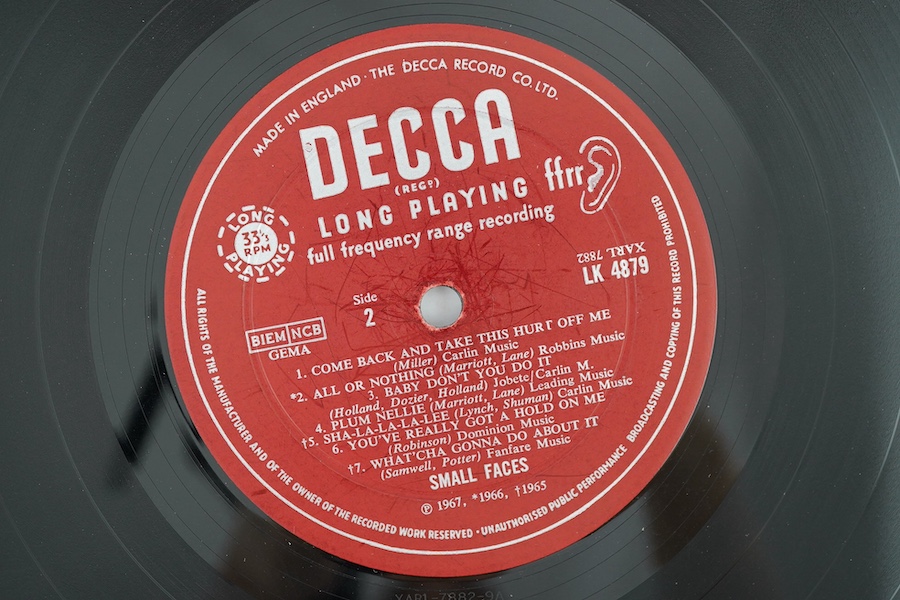 MADE IN ENGLAND · THE DECCA RECORD CO. LTD.
DECCA
(REGD)
LONG PLAYING
ffrr
full frequency range recording
LONG
33⅓
RPM
PLAYING
XARL 7882
LK 4879
Side
2
BIEM NCB
GEMA
1. COME BACK AND TAKE THIS HURT OFF ME
(Miller) Carlin Music
*2. ALL OR NOTHING (Marriott, Lane) Robbins Music
3. BABY DON'T YOU DO IT
(Holland, Dozier, Holland) Jobete/Carlin M.
4. PLUM NELLIE (Marriott, Lane) Leading Music
†5. SHA-LA-LA-LA-LEE (Lynch, Shuman) Carlin Music
6. YOU'VE REALLY GOT A HOLD ON ME
(Robinson) Dominion Music
†7. WHAT'CHA GONNA DO ABOUT IT
(Samwell, Potter) Fanfare Music
SMALL FACES
℗ 1967, *1966, †1965
ALL RIGHTS OF THE MANUFACTURER AND OF THE OWNER OF THE RECORDED WORK RESERVED · UNAUTHORISED PUBLIC PERFORMANCE BROADCASTING AND COPYING OF THIS RECORD PROHIBITED
XARL-7882-9A